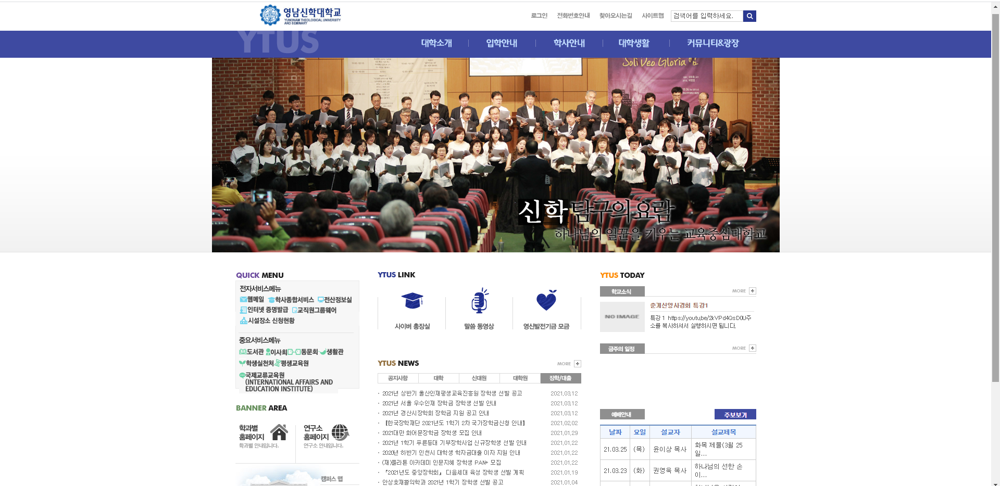 영남신학대학교
YUNGNAM THEOLOGICAL UNIVERSITY
AND SEMINARY
로그인 전화번호안내 찾아오시는길 사이트맵 검색어를 입력하세요.
YTUS
대학소개 입학안내 학사안내 대학생활 커뮤니티&광장
Soli Deo Gloria
신학 탐구의 요람
하나님의 일꾼을 키우는 교육중심대학교
QUICK MENU
전자서비스메뉴
웹메일 학사종합서비스 전산정보실
인터넷 증명발급 교직원그룹웨어
시설장소 신청현황
중요서비스메뉴
도서관 이사회 동문회 생활관
학생실천처 평생교육원
국제교류교육원
(INTERNATIONAL AFFAIRS AND
EDUCATION INSTITUTE)
BANNER AREA
학과별
홈페이지
학과별 안내입니다.
연구소
홈페이지
연구소 안내입니다.
캠퍼스 맵
YTUS LINK
사이버 총장실 말씀 동영상 영신발전기금 모금
YTUS NEWS MORE
공지사항 대학 신대원 대학원 장학/대출
· 2021년 상반기 울산인재평생교육진흥원 장학생 선발 공고 2021.03.12
· 2021년 서울 우수인재 장학금 장학생 선발 안내 2021.03.12
· 2021년 경산시장학회 장학금 지원 공고 안내 2021.03.12
· [한국장학재단 2021년도 1학기 2차 국가장학금신청 안내] 2021.02.02
· 2021대만 화어문장학금 장학생 모집 안내 2021.01.29
· 2021년 1학기 푸른등대 기부장학사업 신규장학생 선발 안내 2021.01.22
· 2020년 하반기 인천시 대학생 학자금대출 이자 지원 안내 2021.01.22
· (재)플라톤 아카데미 인문지혜 장학생 PAN+ 모집 2021.01.22
· 『2021년도 중앙장학회』 다음세대 육성 장학생 선발 계획 2021.01.19
· 안상호재활의학과 2021년 1학기 장학생 선발 공고 2021.01.04
YTUS TODAY
학교소식 MORE
NO IMAGE
춘계신앙사경회 특강1
특강 1 https://youtu.be/2kVPd4QsD0U주
소를 복사하셔서 실행하시면 됩니다.
금주의 일정 MORE
예배안내 주보보기
날짜 요일 설교자 설교제목
21.03.25 (목) 윤이상 목사 화목 제물(3월 25
일...
21.03.23 (화) 권영욱 목사 하나님의 선한 손
이...